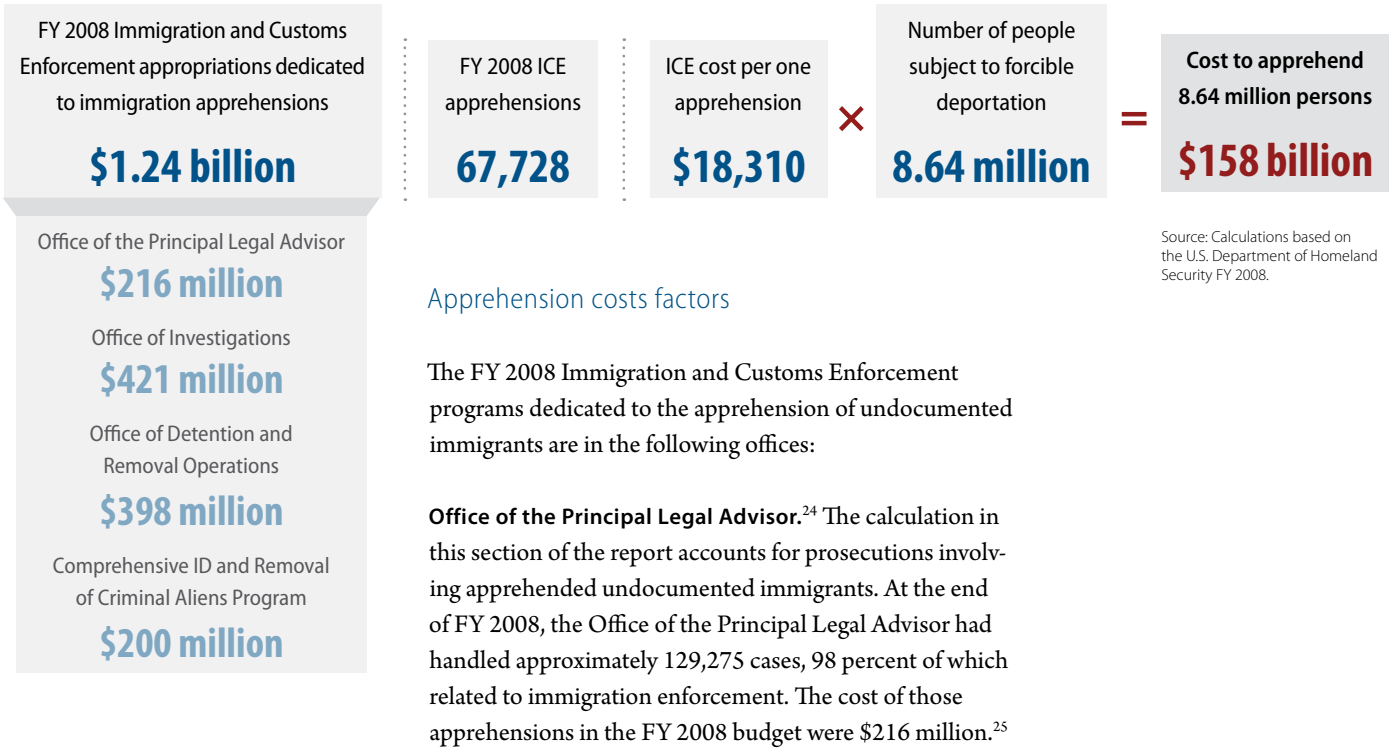 FY 2008 Immigration and Customs
Enforcement appropriations dedicated
to immigration apprehensions
$1.24 billion
FY 2008 ICE
apprehensions
67,728
ICE cost per one
apprehension
$18,310
×
Number of people
subject to forcible
deportation
8.64 million
=
Cost to apprehend
8.64 million persons
$158 billion
Office of the Principal Legal Advisor
$216 million
Office of Investigations
$421 million
Office of Detention and
Removal Operations
$398 million
Comprehensive ID and Removal
of Criminal Aliens Program
$200 million
Source: Calculations based on
the U.S. Department of Homeland
Security FY 2008.
Apprehension costs factors
The FY 2008 Immigration and Customs Enforcement
programs dedicated to the apprehension of undocumented
immigrants are in the following offices:
Office of the Principal Legal Advisor.24 The calculation in
this section of the report accounts for prosecutions involv-
ing apprehended undocumented immigrants. At the end
of FY 2008, the Office of the Principal Legal Advisor had
handled approximately 129,275 cases, 98 percent of which
related to immigration enforcement. The cost of those
apprehensions in the FY 2008 budget were $216 million.25